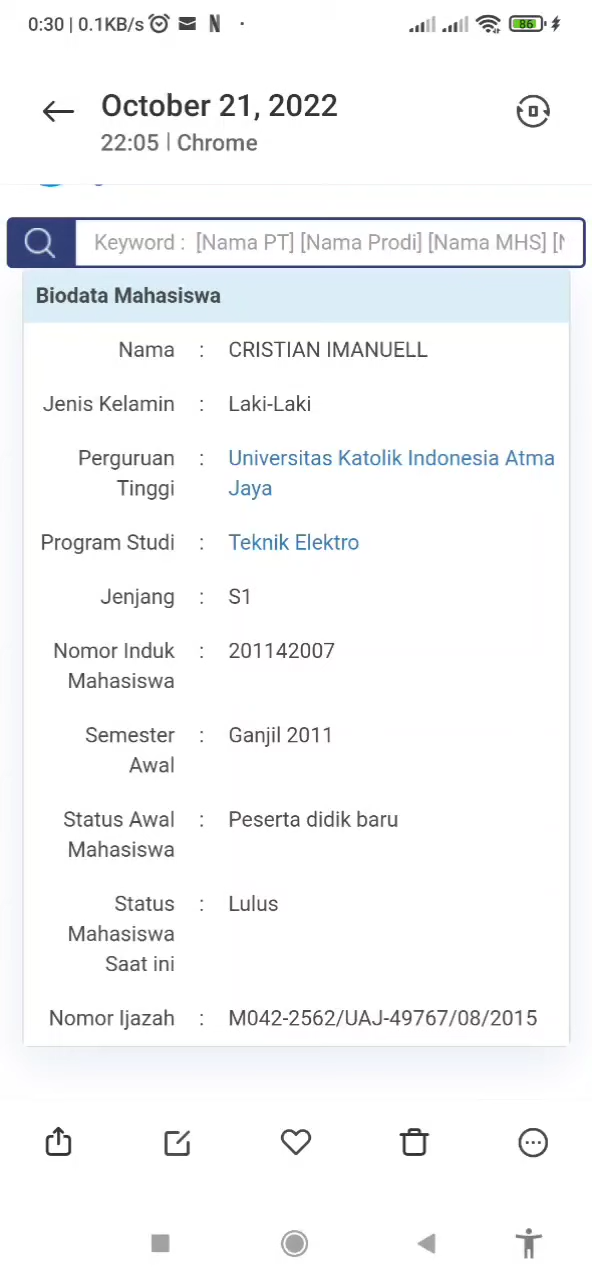 0:30 | 0.1KB/s
86
October 21, 2022
22:05 | Chrome
Keyword : [Nama PT] [Nama Prodi] [Nama MHS] [N
Biodata Mahasiswa
Nama : CRISTIAN IMANUELL
Jenis Kelamin : Laki-Laki
Perguruan : Universitas Katolik Indonesia Atma
Tinggi Jaya
Program Studi : Teknik Elektro
Jenjang : S1
Nomor Induk : 201142007
Mahasiswa
Semester : Ganjil 2011
Awal
Status Awal : Peserta didik baru
Mahasiswa
Status : Lulus
Mahasiswa
Saat ini
Nomor Ijazah : M042-2562/UAJ-49767/08/2015